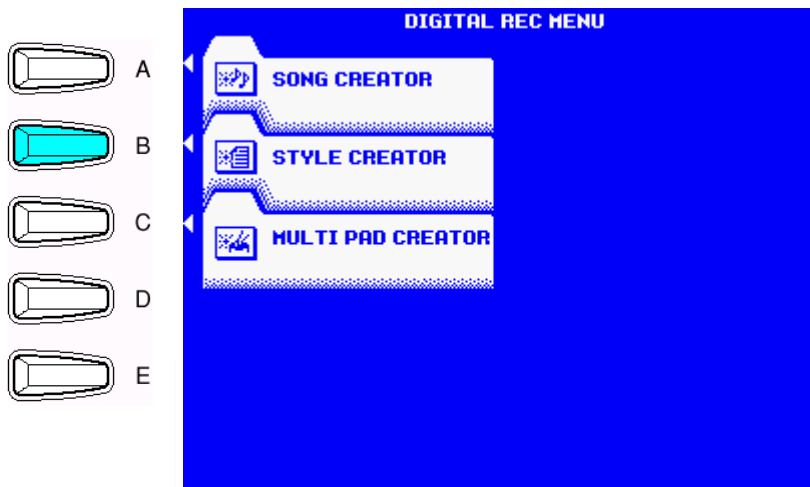 DIGITAL REC MENU
A
SONG CREATOR
B
STYLE CREATOR
C
MULTI PAD CREATOR
D
E